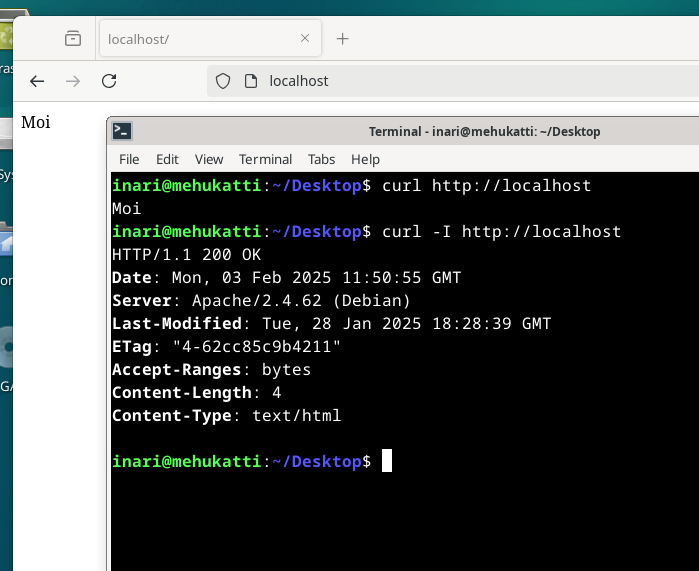 localhost/
localhost
Moi
Terminal - inari@mehukatti: ~/Desktop
File Edit View Terminal Tabs Help
inari@mehukatti:~/Desktop$ curl http://localhost
Moi
inari@mehukatti:~/Desktop$ curl -I http://localhost
HTTP/1.1 200 OK
Date: Mon, 03 Feb 2025 11:50:55 GMT
Server: Apache/2.4.62 (Debian)
Last-Modified: Tue, 28 Jan 2025 18:28:39 GMT
ETag: "4-62cc85c9b4211"
Accept-Ranges: bytes
Content-Length: 4
Content-Type: text/html
inari@mehukatti:~/Desktop$